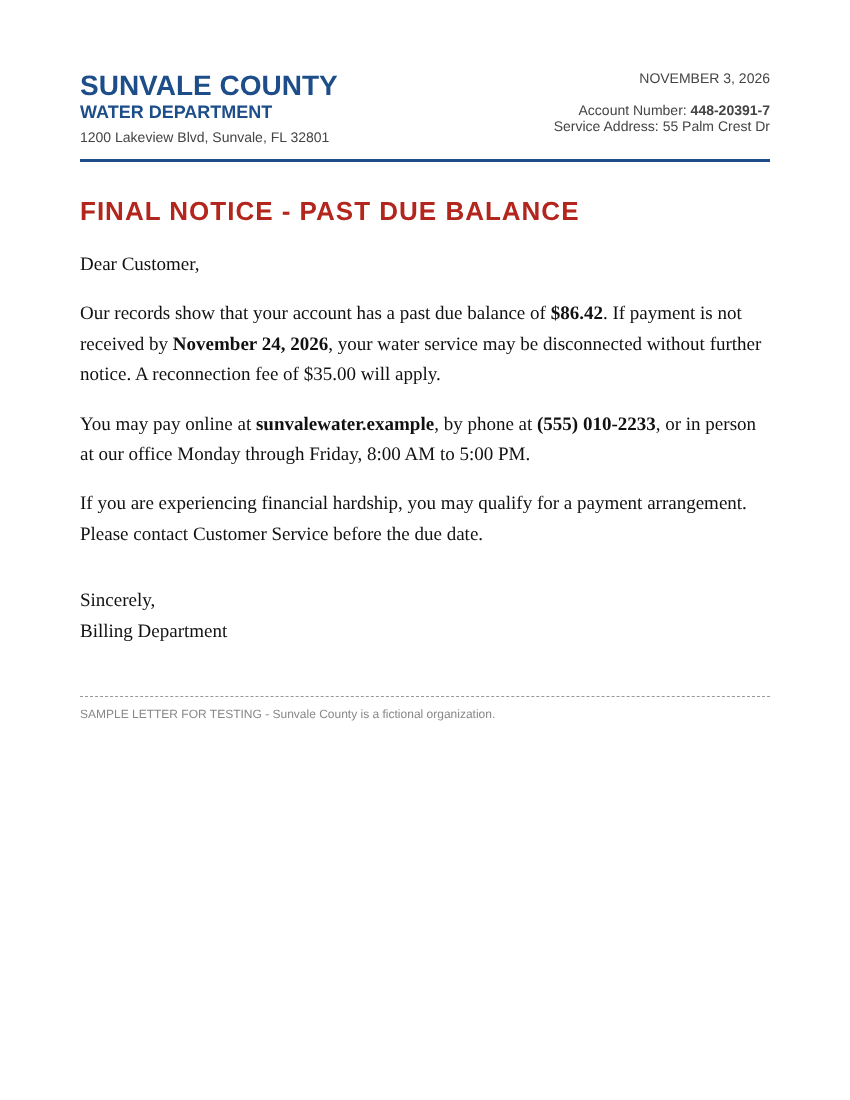 SUNVALE COUNTY
WATER DEPARTMENT
1200 Lakeview Blvd, Sunvale, FL 32801
NOVEMBER 3, 2026
Account Number: 448-20391-7
Service Address: 55 Palm Crest Dr
FINAL NOTICE - PAST DUE BALANCE
Dear Customer,
Our records show that your account has a past due balance of $86.42. If payment is not
received by November 24, 2026, your water service may be disconnected without further
notice. A reconnection fee of $35.00 will apply.
You may pay online at sunvalewater.example, by phone at (555) 010-2233, or in person
at our office Monday through Friday, 8:00 AM to 5:00 PM.
If you are experiencing financial hardship, you may qualify for a payment arrangement.
Please contact Customer Service before the due date.
Sincerely,
Billing Department
SAMPLE LETTER FOR TESTING - Sunvale County is a fictional organization.